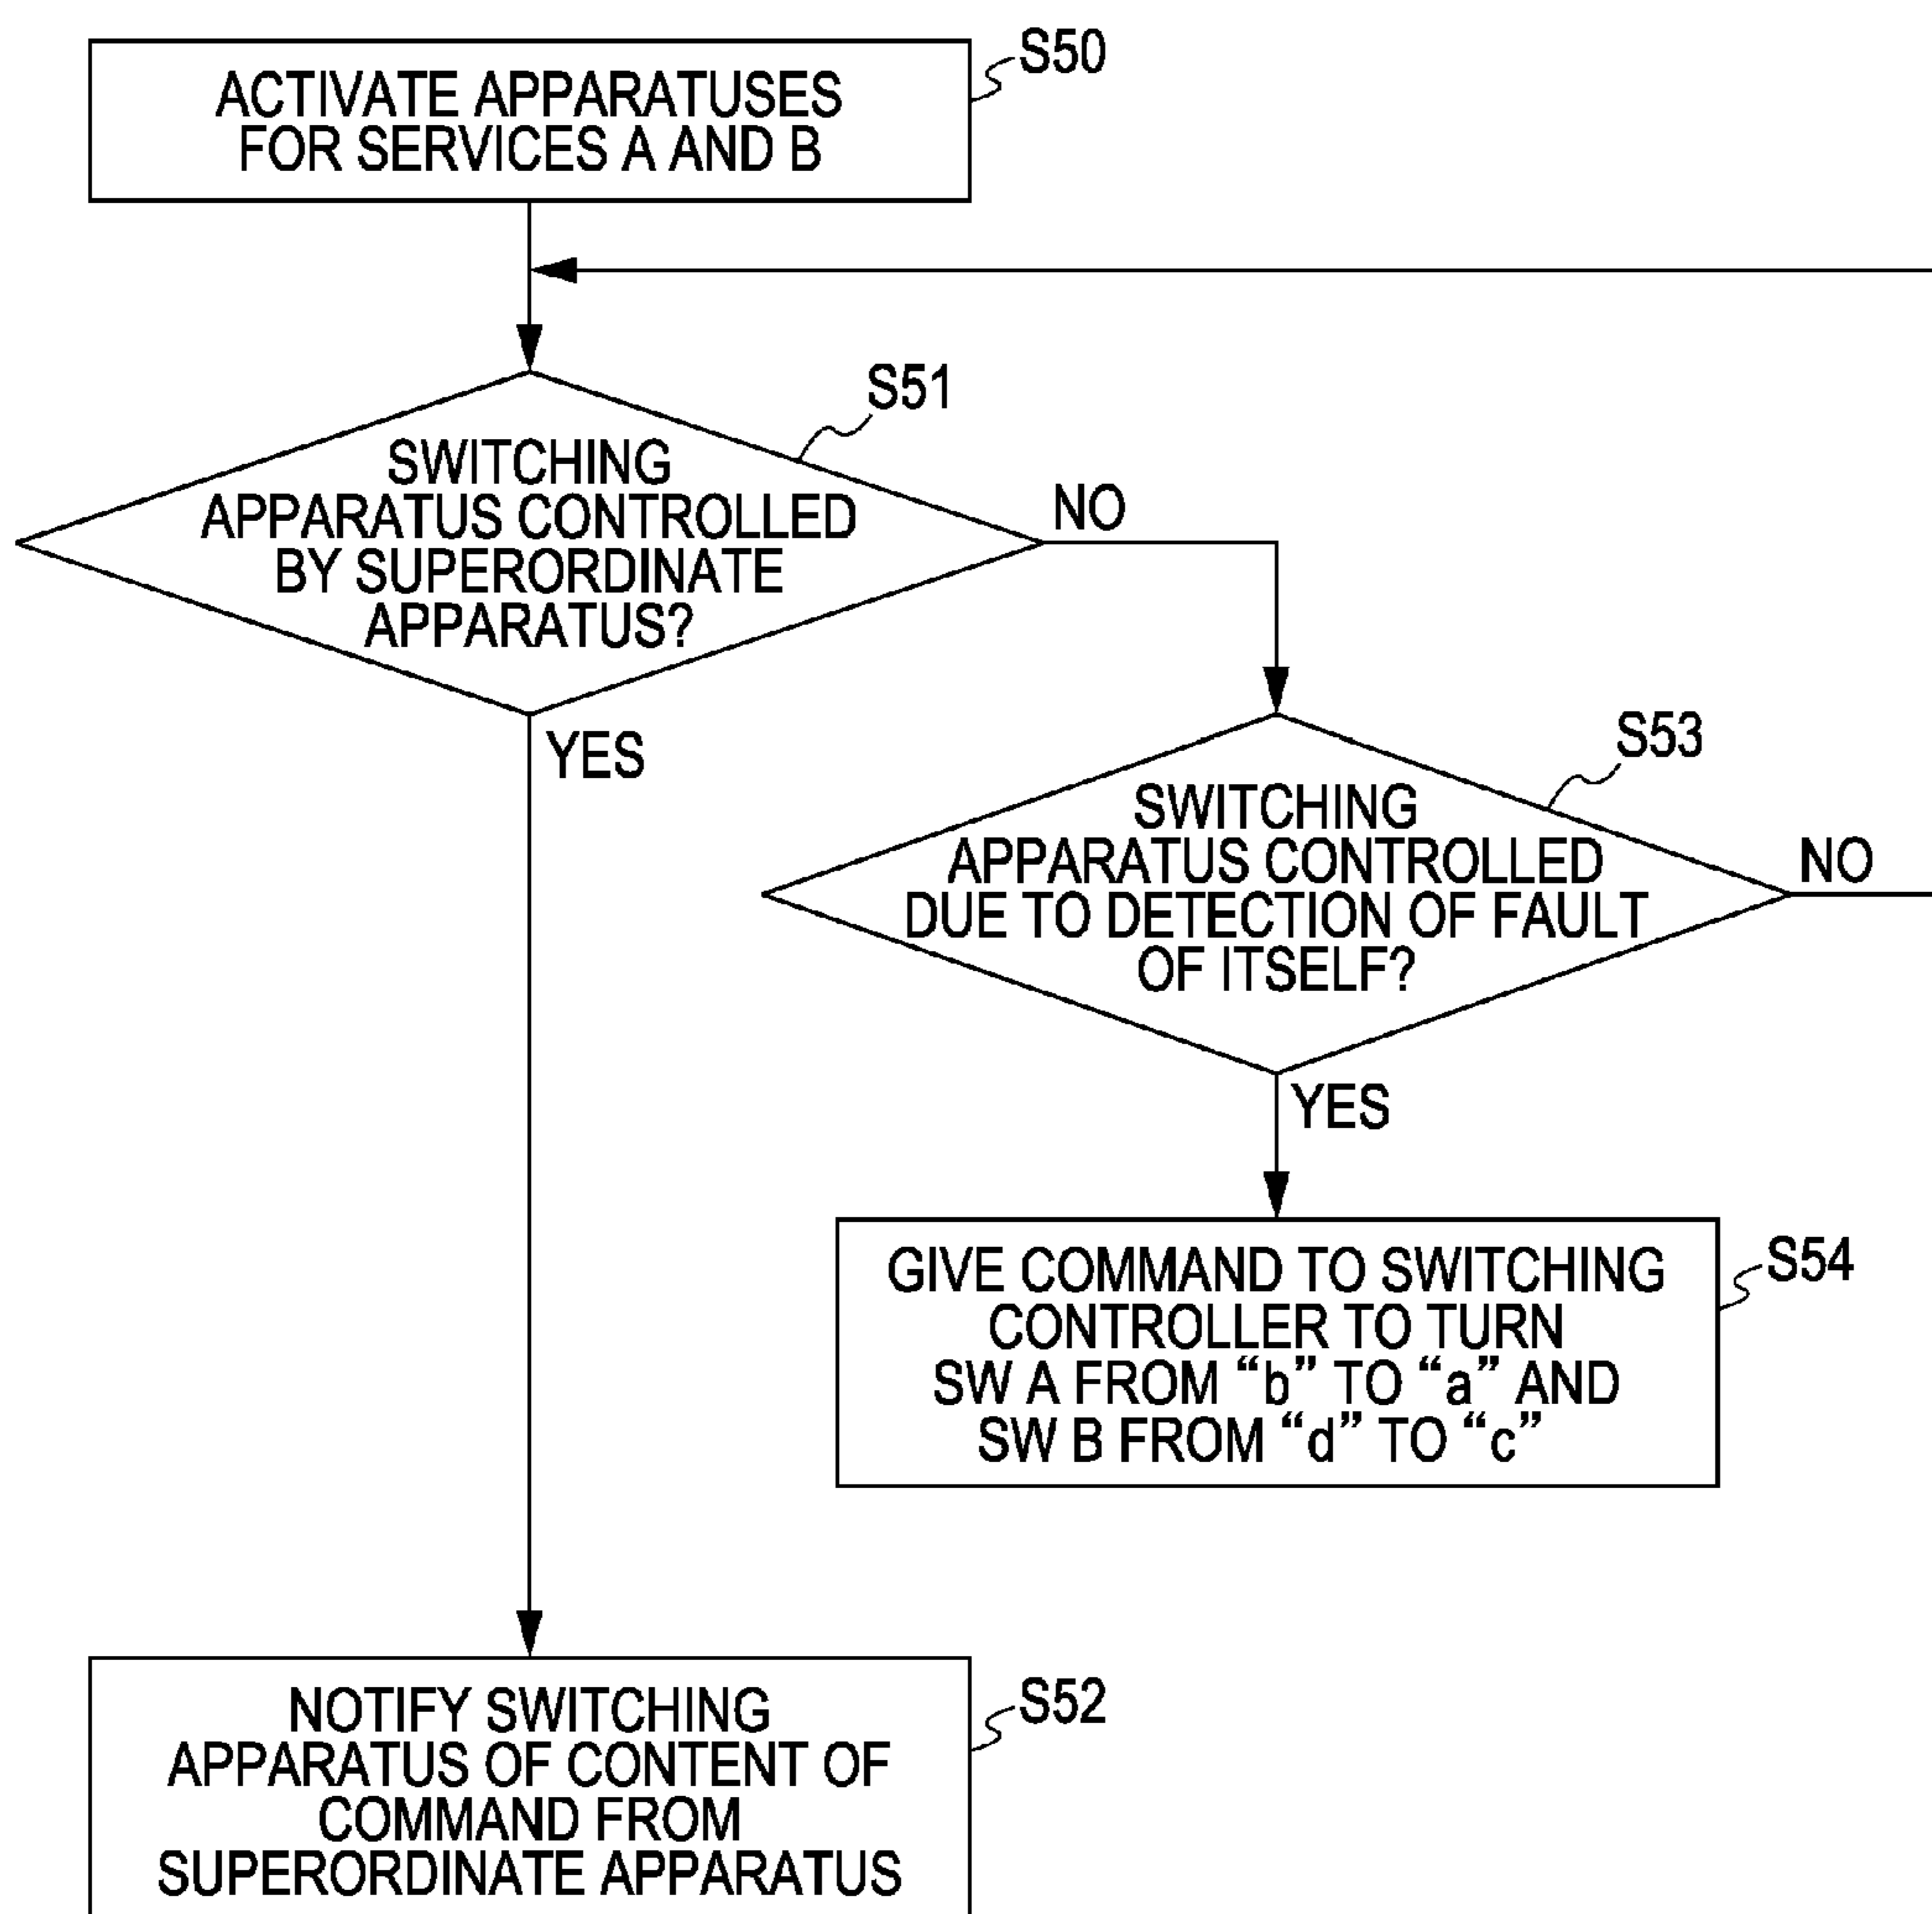 S50
ACTIVATE APPARATUSES
FOR SERVICES A AND B
S51
SWITCHING
APPARATUS CONTROLLED
BY SUPERORDINATE
APPARATUS?
NO
YES
S53
SWITCHING
APPARATUS CONTROLLED
DUE TO DETECTION OF FAULT
OF ITSELF?
NO
YES
S54
GIVE COMMAND TO SWITCHING
CONTROLLER TO TURN
SW A FROM “b” TO “a” AND
SW B FROM “d” TO “c”
S52
NOTIFY SWITCHING
APPARATUS OF CONTENT OF
COMMAND FROM
SUPERORDINATE APPARATUS